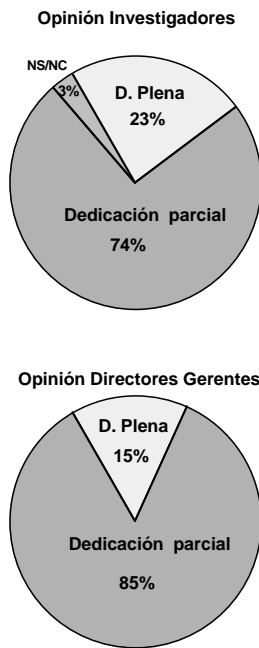 Opinión Investigadores
NS/NC
3%
D. Plena
23%
Dedicación parcial
74%
Opinión Directores Gerentes
D. Plena
15%
Dedicación parcial
85%